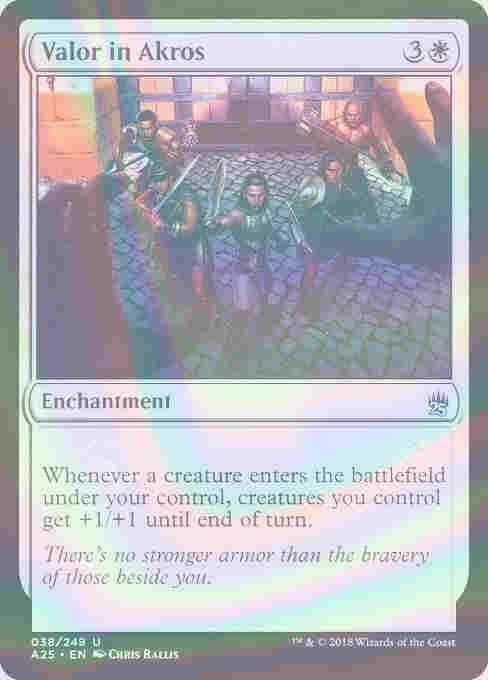 Valor in Akros 3
Enchantment 25
Whenever a creature enters the battlefield
under your control, creatures you control
get +1/+1 until end of turn.
There's no stronger armor than the bravery
of those beside you.
038/249 U
A25 • EN Chris Rallis
™ & © 2018 Wizards of the Coast